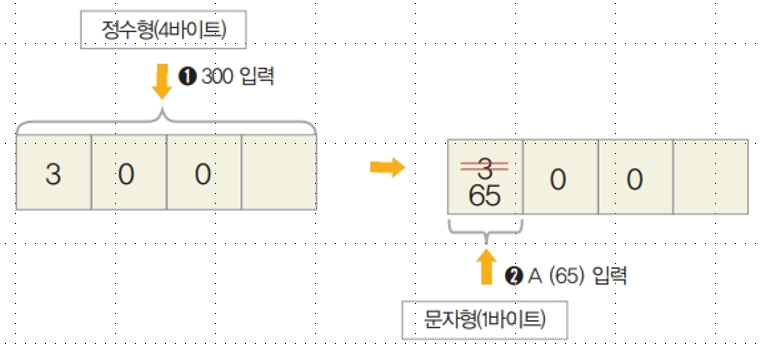 정수형(4바이트)
❶ 300 입력
3 0 0
3 0 0
65
❷ A (65) 입력
문자형(1바이트)